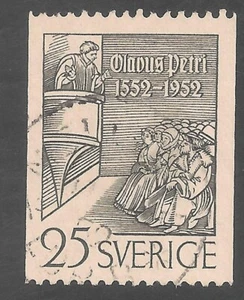 Olavus Petri
1552-1952
25 SVERIGE